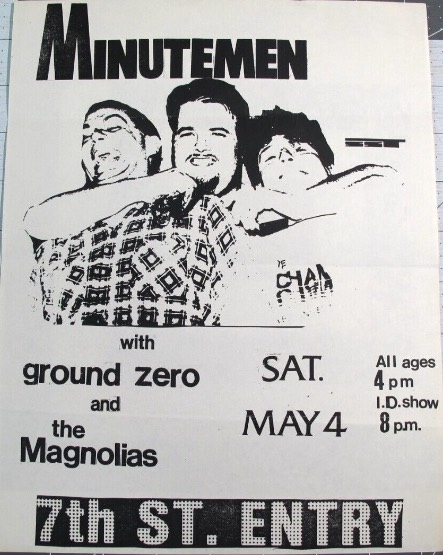 MINUTEMEN
SST
with
ground zero
and
the
Magnolias
SAT.
MAY 4
All ages
4 pm
I.D. show
8 p.m.
7th ST. ENTRY